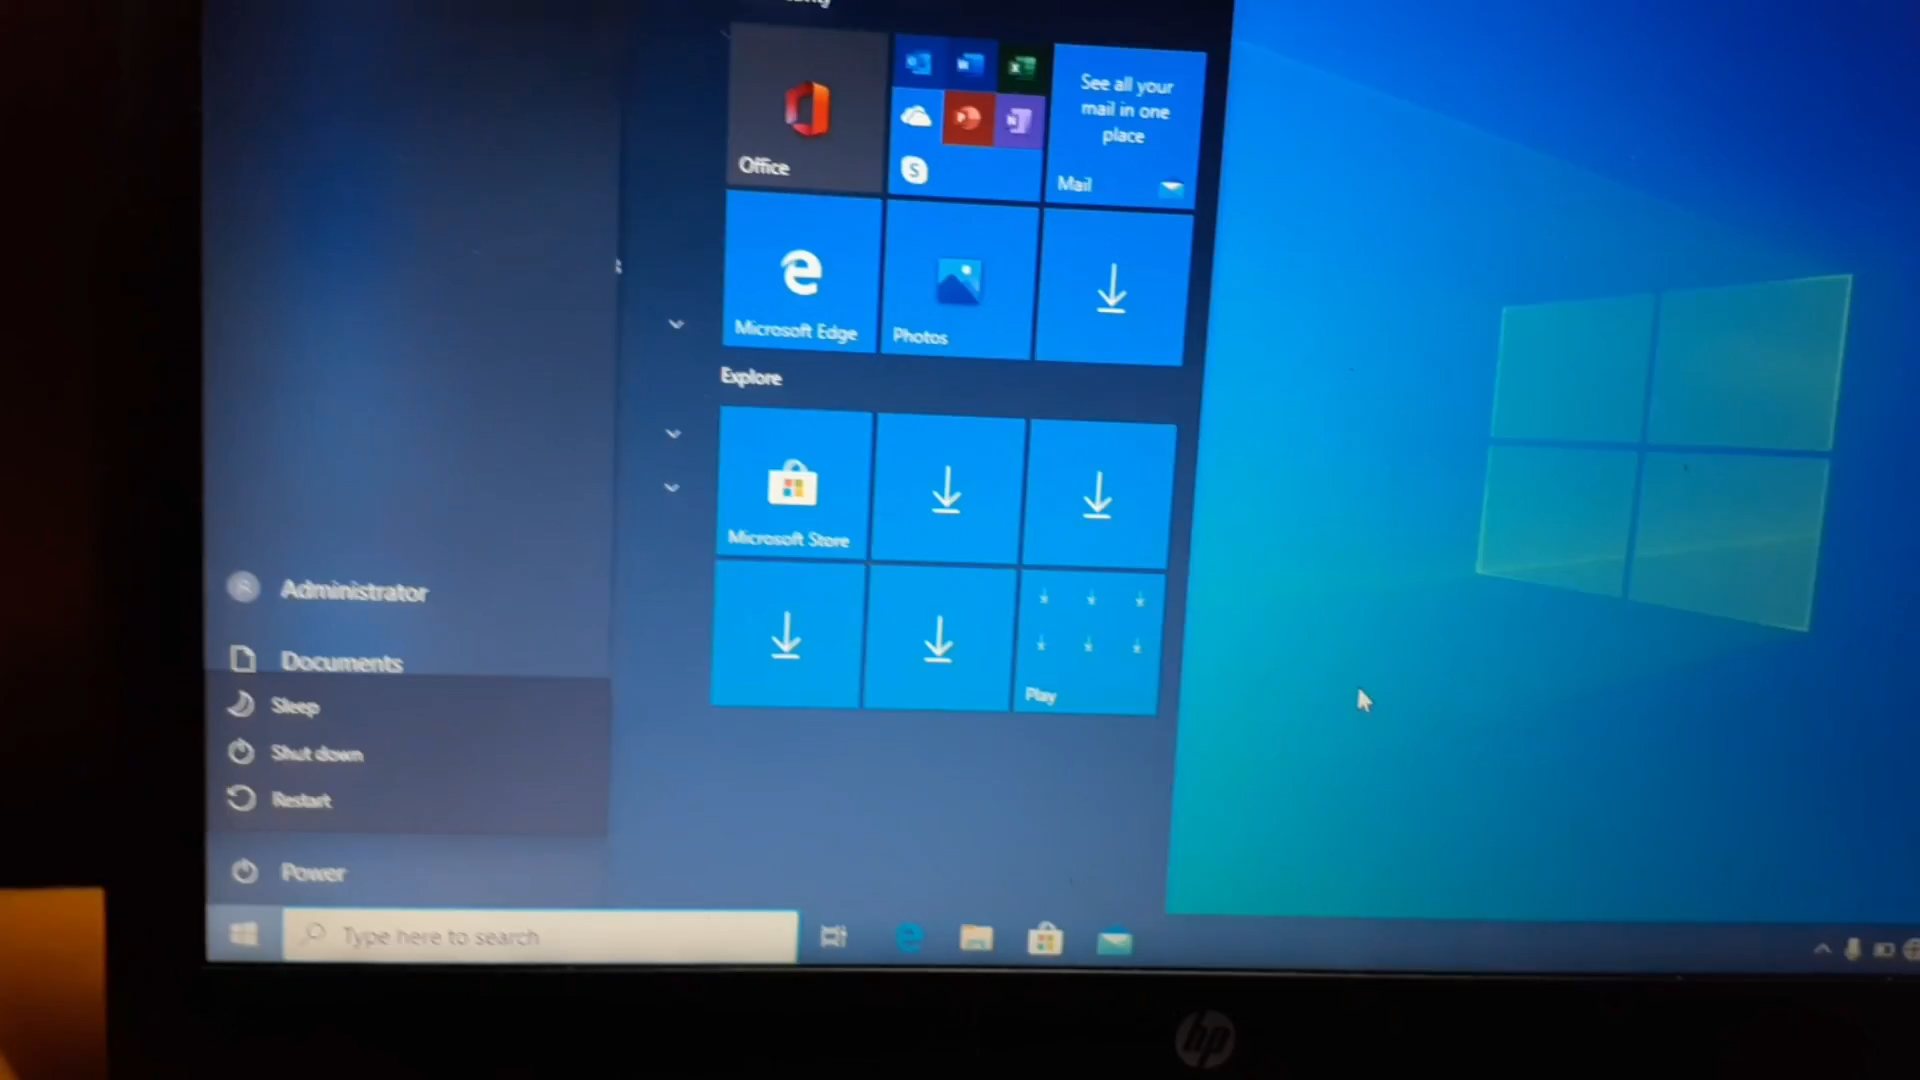 Office
See all your
mail in one
place
Mail
Microsoft Edge
Photos
Explore
Microsoft Store
Play
Administrator
Documents
Sleep
Shut down
Restart
Power
Type here to search
hp